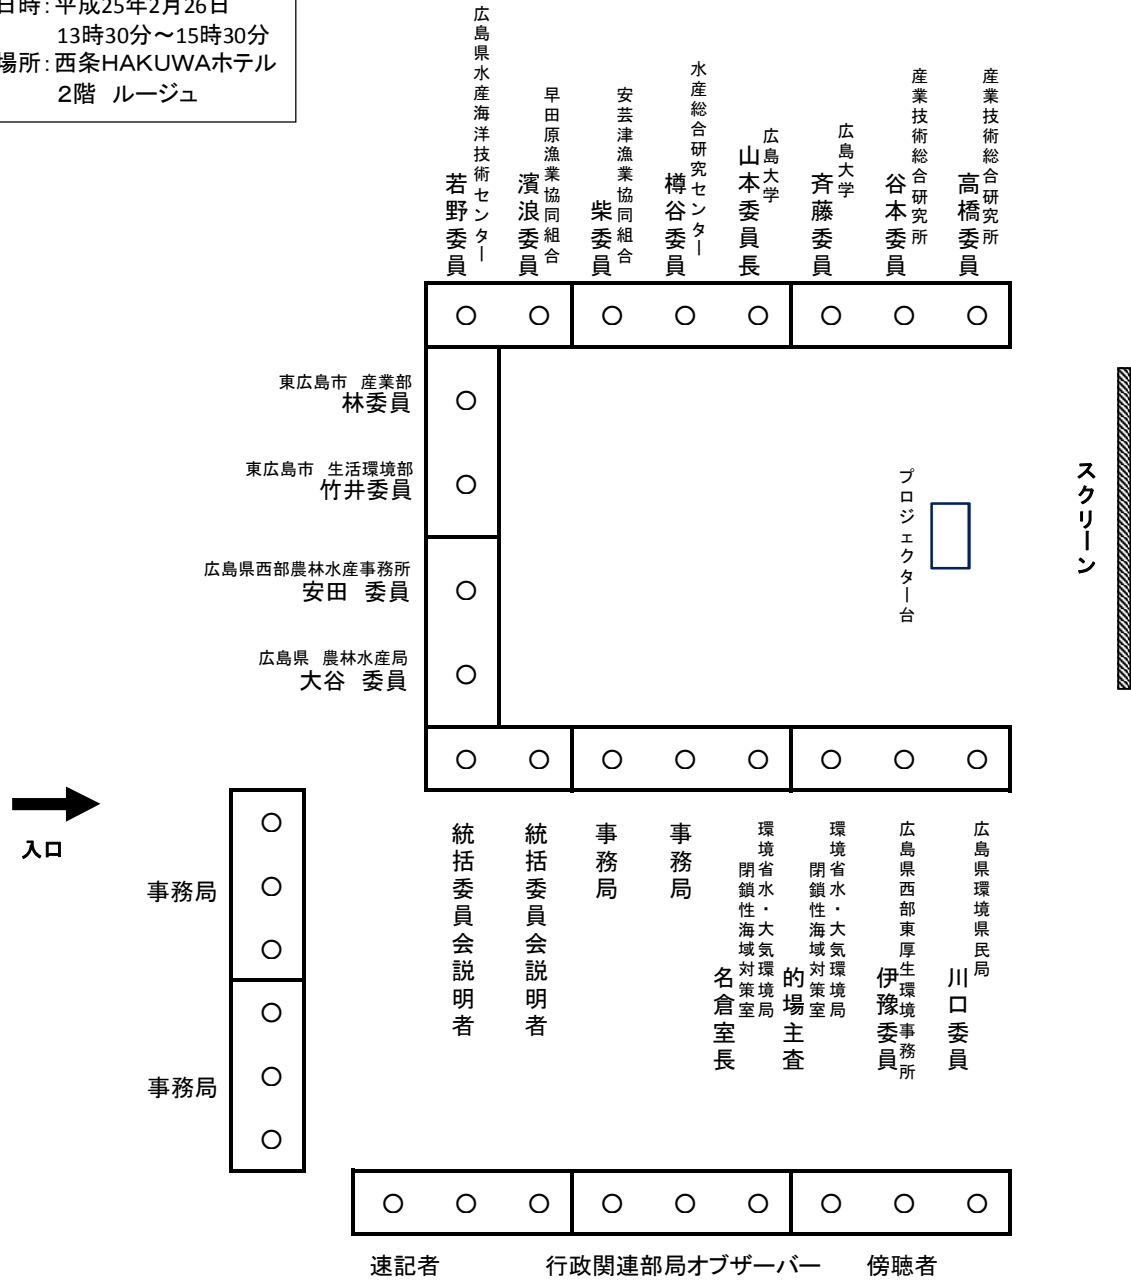 日時：平成25年2月26日
13時30分～15時30分
場所：西条HAKUWAホテル
2階 ルージュ
広島県水産海洋技術センター
若野委員
早田原漁業協同組合
濱浪委員
安芸津漁業協同組合
柴委員
水産総合研究センター
樽谷委員
広島大学
山本委員長
広島大学
斉藤委員
産業技術総合研究所
谷本委員
産業技術総合研究所
高橋委員
東広島市 産業部
林委員
東広島市 生活環境部
竹井委員
広島県西部農林水産事務所
安田 委員
広島県 農林水産局
大谷 委員
プロジェクター台
スクリーン
入口
事務局
事務局
統括委員会説明者
統括委員会説明者
事務局
事務局
環境省水・大気環境局
閉鎖性海域対策室
名倉室長
環境省水・大気環境局
閉鎖性海域対策室
的場主査
広島県西部東厚生環境事務所
伊豫委員
広島県環境県民局
川口委員
速記者
行政関連部局オブザーバー
傍聴者